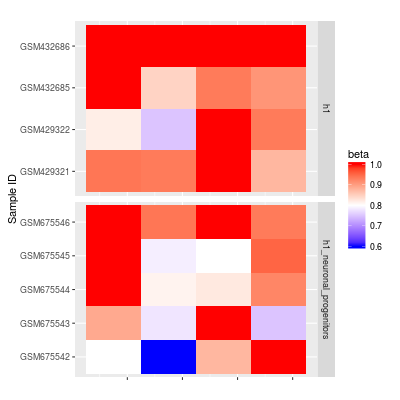 Sample ID
GSM432686
GSM432685
GSM429322
GSM429321
h1
GSM675546
GSM675545
GSM675544
GSM675543
GSM675542
h1_neuronal_progenitors
beta
1.0
0.9
0.8
0.7
0.6